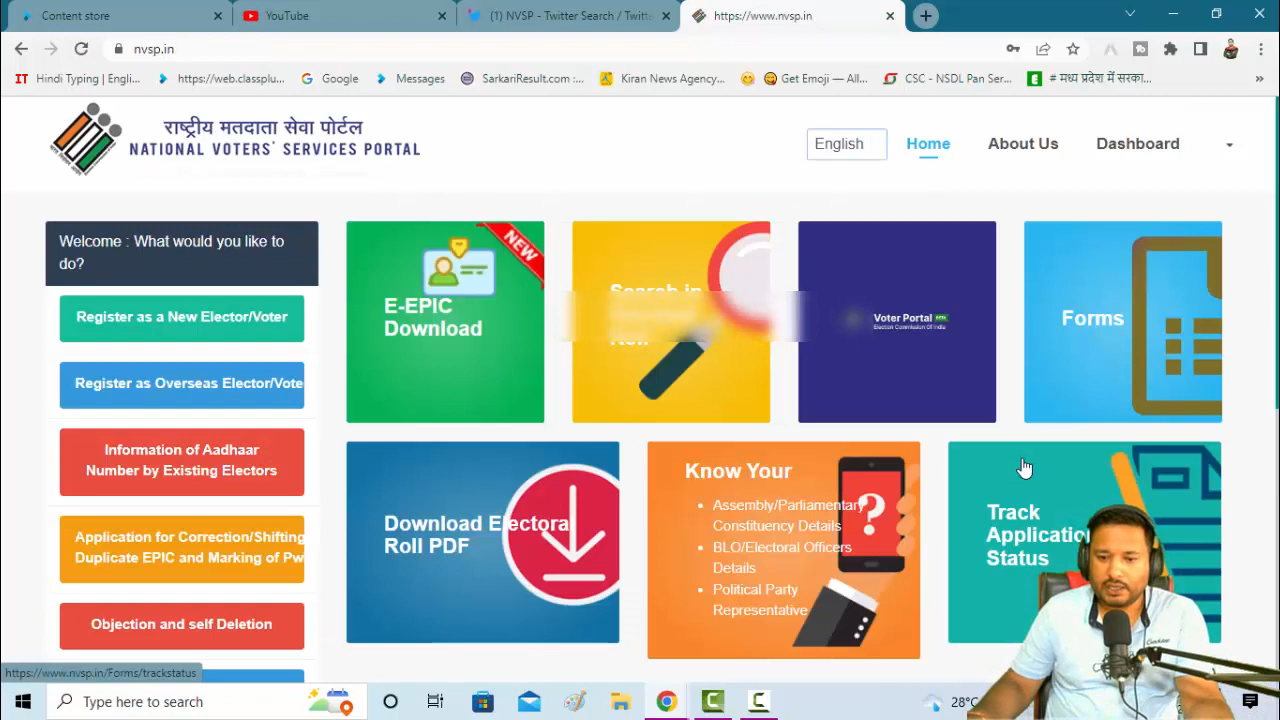 Content store
YouTube
(1) NVSP - Twitter Search / Twitte
https://www.nvsp.in
nvsp.in
IT Hindi Typing | Engli...
https://web.classplu...
Google
Messages
SarkariResult.com :...
Kiran News Agency...
Get Emoji — All...
CSC - NSDL Pan Ser...
# मध्य प्रदेश में सरका...
»
राष्ट्रीय मतदाता सेवा पोर्टल
NATIONAL VOTERS' SERVICES PORTAL
English
Home
About Us
Dashboard
Welcome : What would you like to
do?
Register as a New Elector/Voter
Register as Overseas Elector/Vote
Information of Aadhaar
Number by Existing Electors
Application for Correction/Shifting
Duplicate EPIC and Marking of Pw
Objection and self Deletion
NEW
E-EPIC
Download
Search in
Voter Portal BETA
Election Commission Of India
Forms
Download Electora
Roll PDF
Know Your
• Assembly/Parliamentary
Constituency Details
• BLO/Electoral Officers
Details
• Political Party
Representative
?
Track
Applicatio
Status
https://www.nvsp.in/Forms/trackstatus
Type here to search
28°C